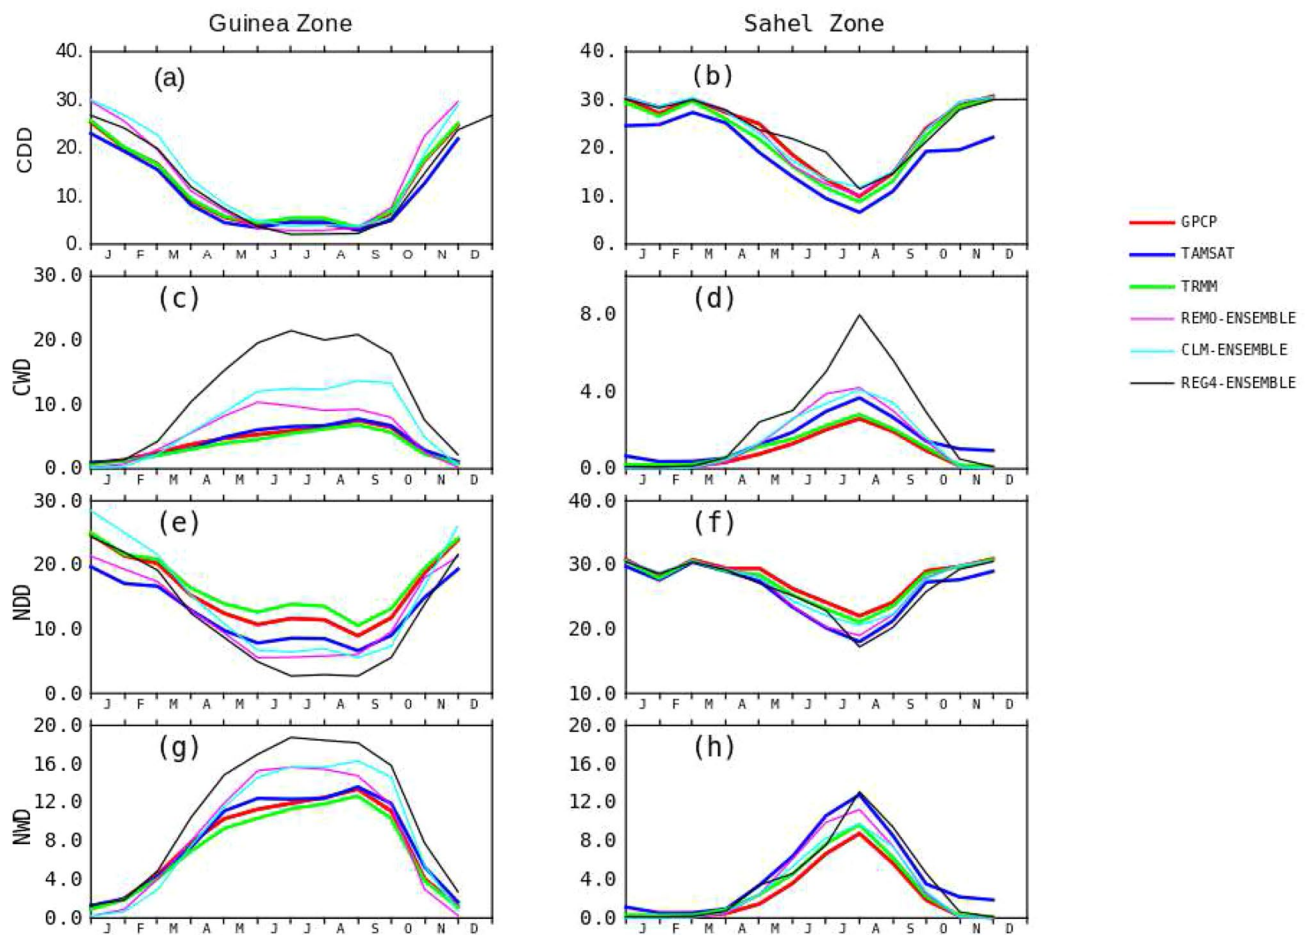 Guinea Zone
Sahel Zone
CDD
40.
30.
20.
10.
0.
(a)
J F M A M J J A S O N D
40.
30.
20.
10.
0.
(b)
J F M A M J J A S O N D
CWD
30.0
20.0
10.0
0.0
(c)
J F M A M J J A S O N D
8.0
4.0
0.0
(d)
J F M A M J J A S O N D
NDD
30.0
20.0
10.0
0.0
(e)
J F M A M J J A S O N D
40.0
30.0
20.0
10.0
(f)
J F M A M J J A S O N D
NWD
20.0
16.0
12.0
8.0
4.0
0.0
(g)
J F M A M J J A S O N D
20.0
16.0
12.0
8.0
4.0
0.0
(h)
J F M A M J J A S O N D
GPCP
TAMSAT
TRMM
REMO-ENSEMBLE
CLM-ENSEMBLE
REG4-ENSEMBLE